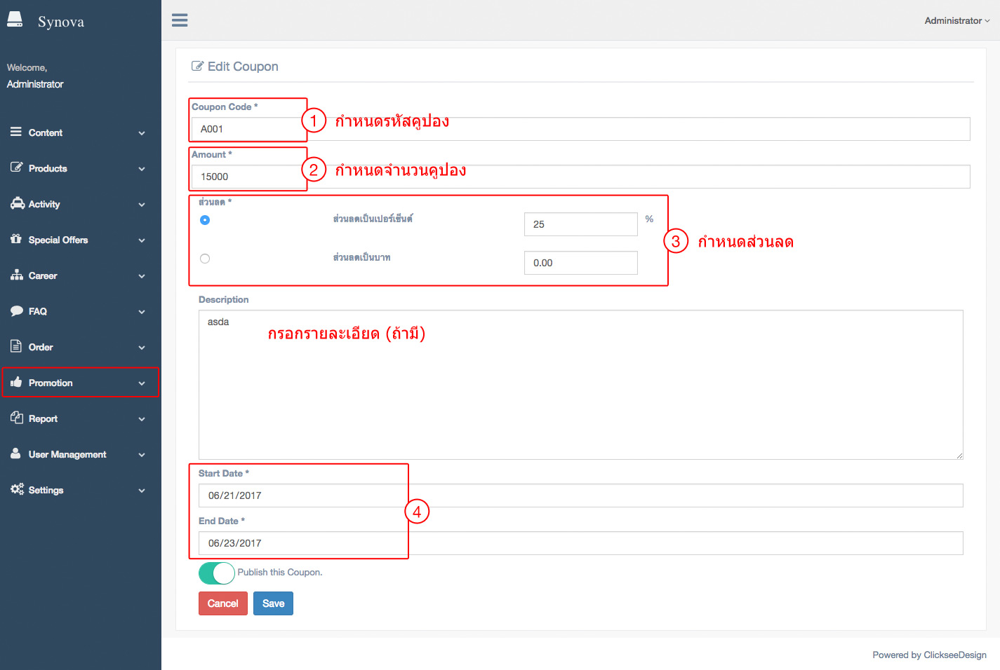 Synova
Administrator
Welcome,
Administrator
Content
Products
Activity
Special Offers
Career
FAQ
Order
Promotion
Report
User Management
Settings
Edit Coupon
Coupon Code *
A001
1 กำหนดรหัสคูปอง
Amount *
15000
2 กำหนดจำนวนคูปอง
ส่วนลด *
ส่วนลดเป็นเปอร์เซ็นต์ 25 %
ส่วนลดเป็นบาท 0.00
3 กำหนดส่วนลด
Description
asda
กรอกรายละเอียด (ถ้ามี)
Start Date *
06/21/2017
4
End Date *
06/23/2017
Publish this Coupon.
Cancel Save
Powered by ClickseeDesign